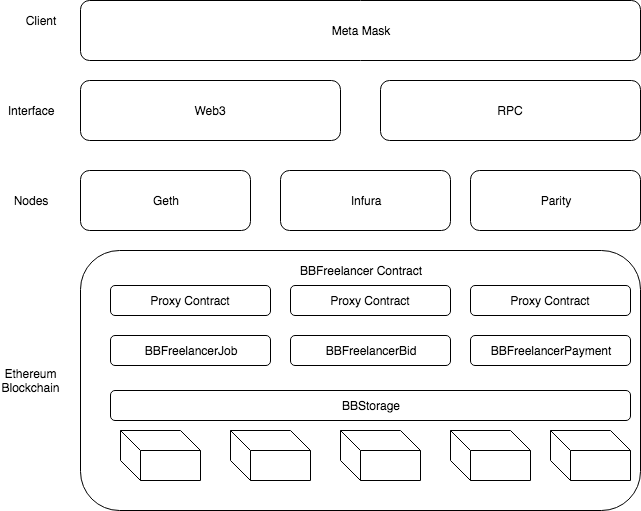 Client
Meta Mask
Interface
Web3
RPC
Nodes
Geth
Infura
Parity
BBFreelancer Contract
Proxy Contract
Proxy Contract
Proxy Contract
BBFreelancerJob
BBFreelancerBid
BBFreelancerPayment
Ethereum
Blockchain
BBStorage